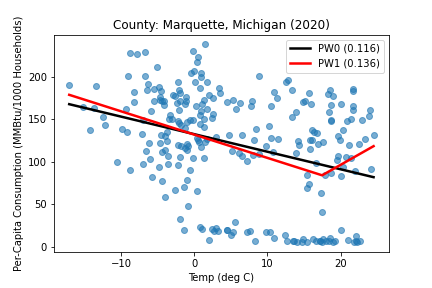 County: Marquette, Michigan (2020)
PW0 (0.116)
PW1 (0.136)
Per-Capita Consumption (MMBtu/1000 Households)
200
150
100
50
0
−10 0 10 20
Temp (deg C)